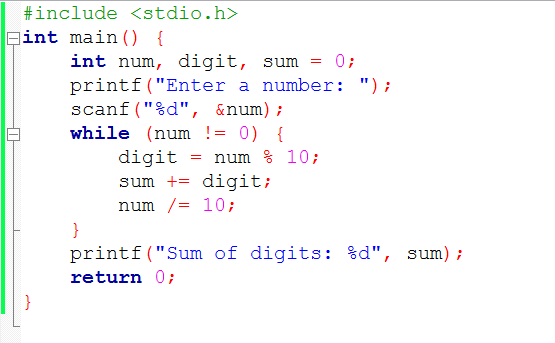 #include <stdio.h>
int main() {
    int num, digit, sum = 0;
    printf("Enter a number: ");
    scanf("%d", &num);
    while (num != 0) {
        digit = num % 10;
        sum += digit;
        num /= 10;
    }
    printf("Sum of digits: %d", sum);
    return 0;
}